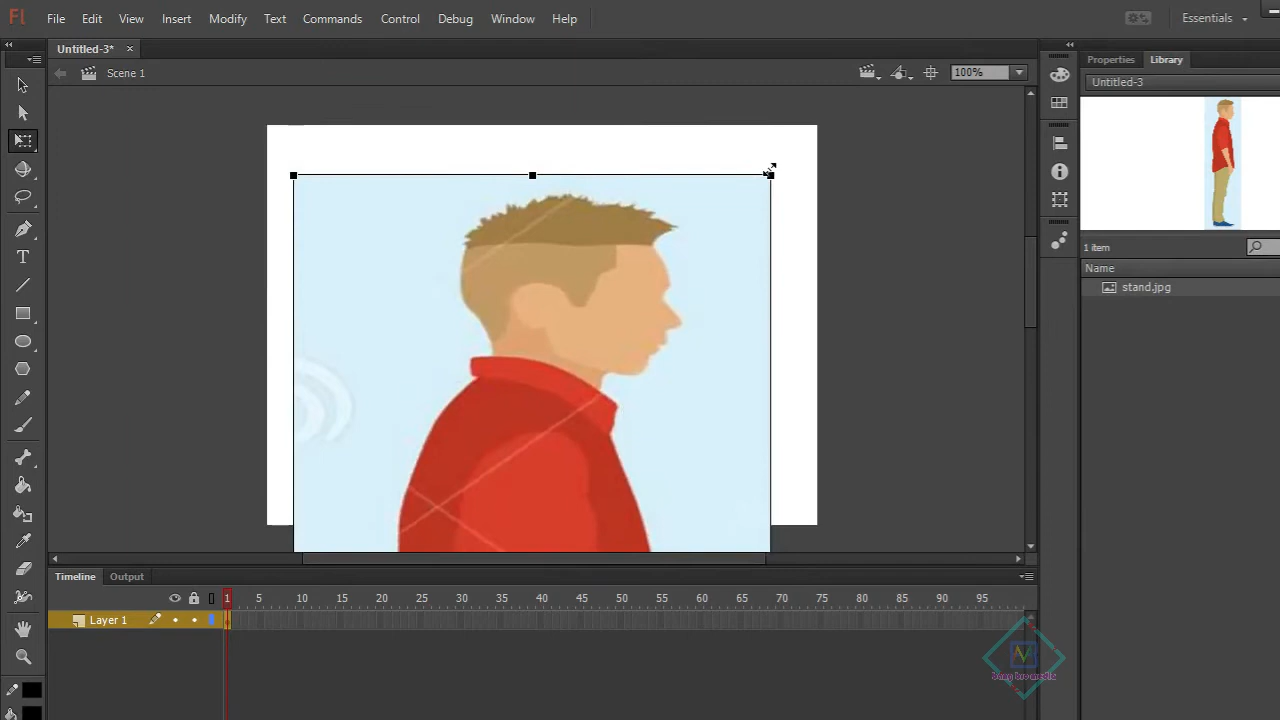 Fl File Edit View Insert Modify Text Commands Control Debug Window Help Essentials
Untitled-3*
Scene 1 100%
Properties Library
Untitled-3
1 item
Name
stand.jpg
Timeline Output
1 5 10 15 20 25 30 35 40 45 50 55 60 65 70 75 80 85 90 95
Layer 1